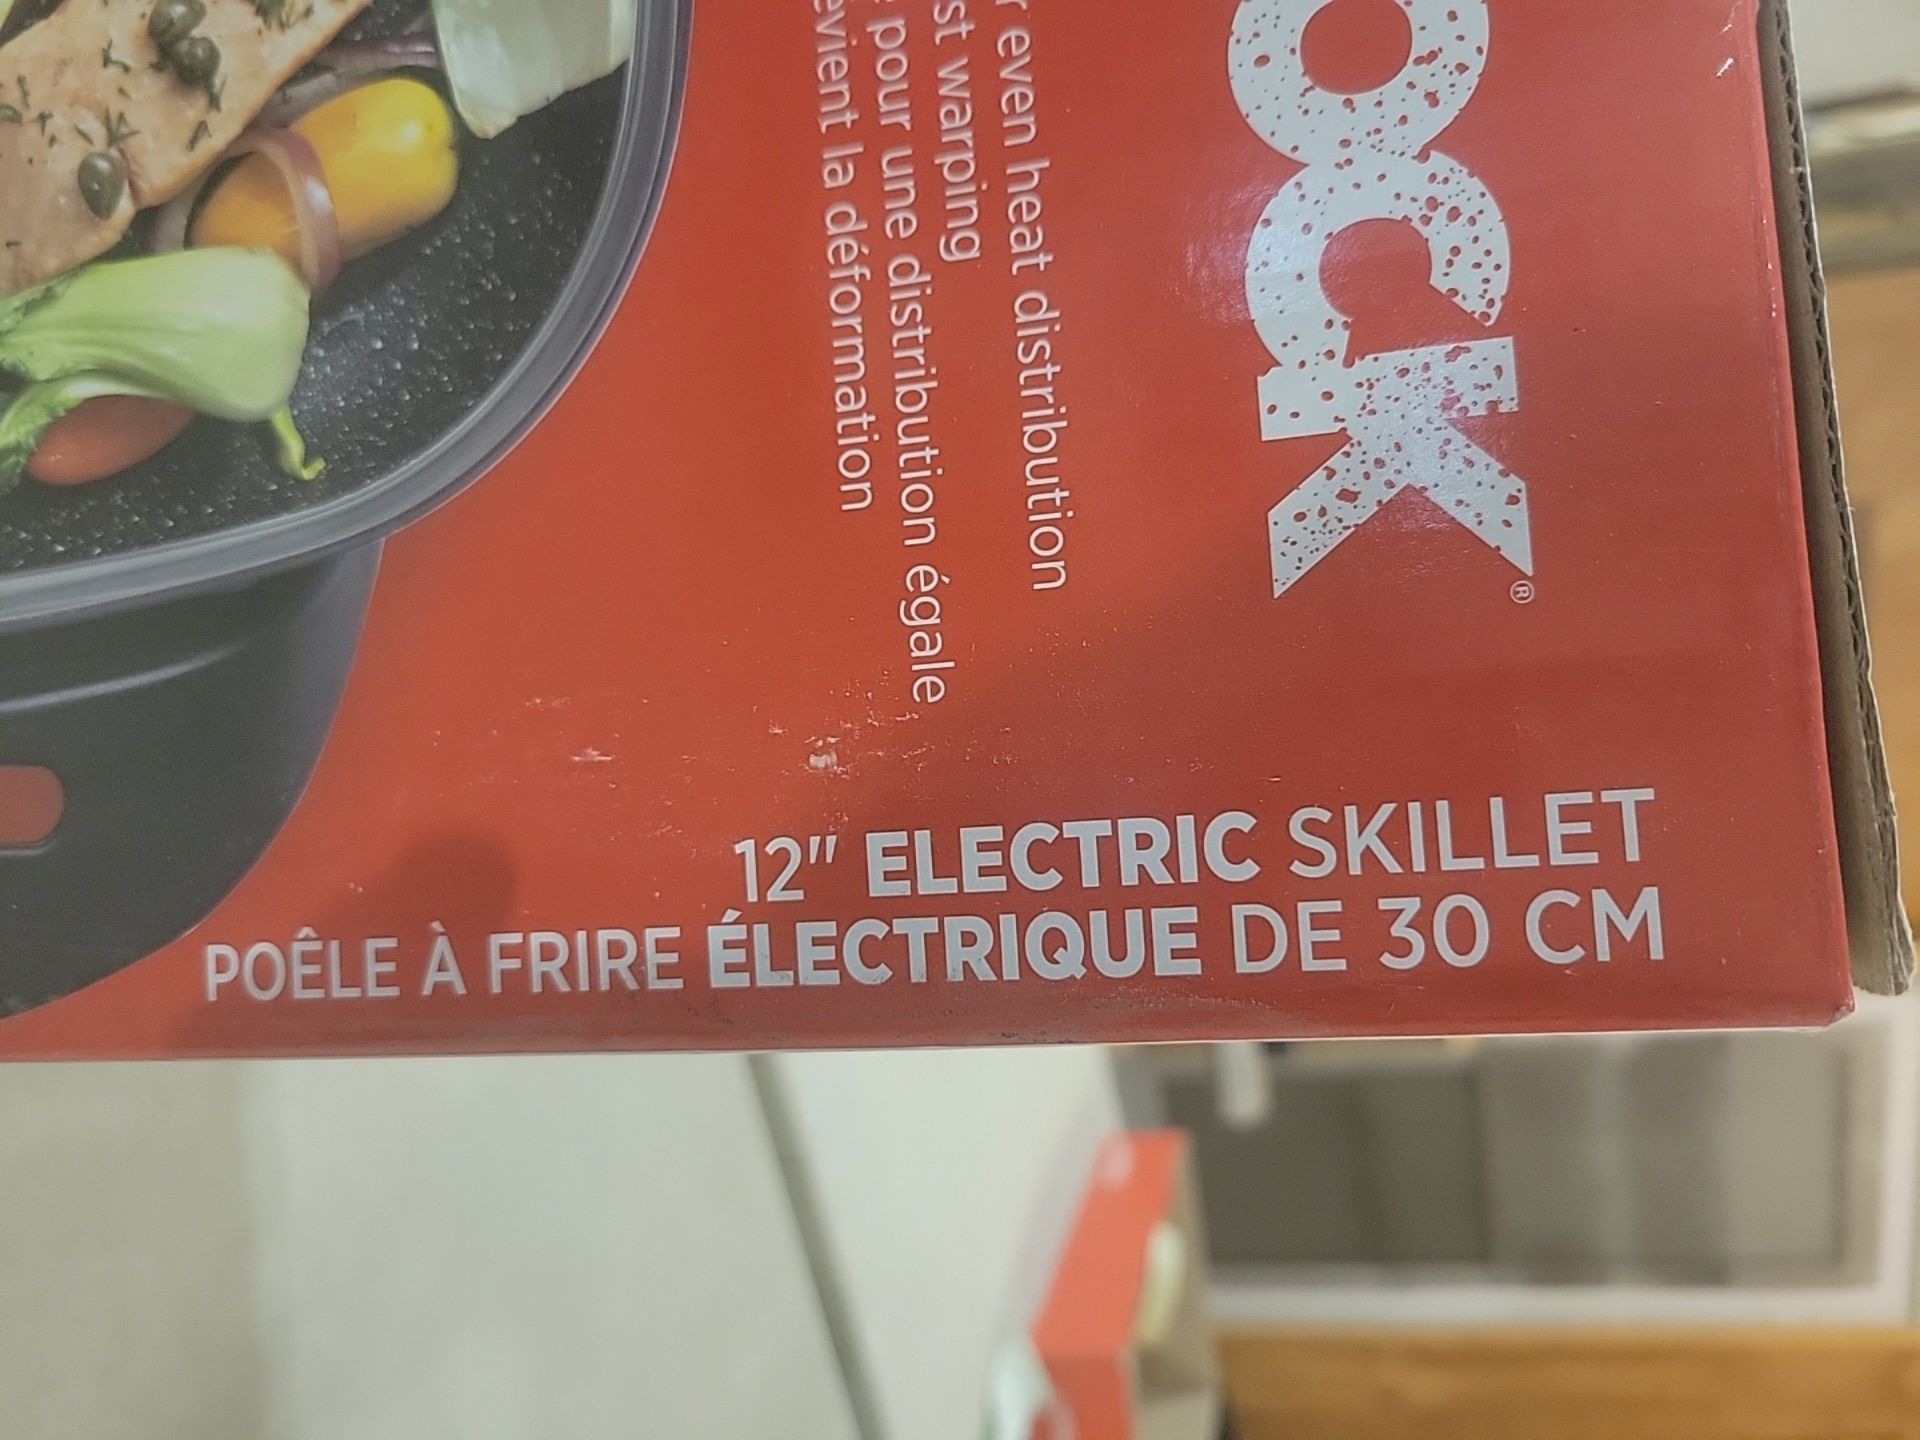 ock®
even heat distribution
warping
pour une distribution égale
la déformation
12" ELECTRIC SKILLET
POÊLE À FRIRE ÉLECTRIQUE DE 30 CM